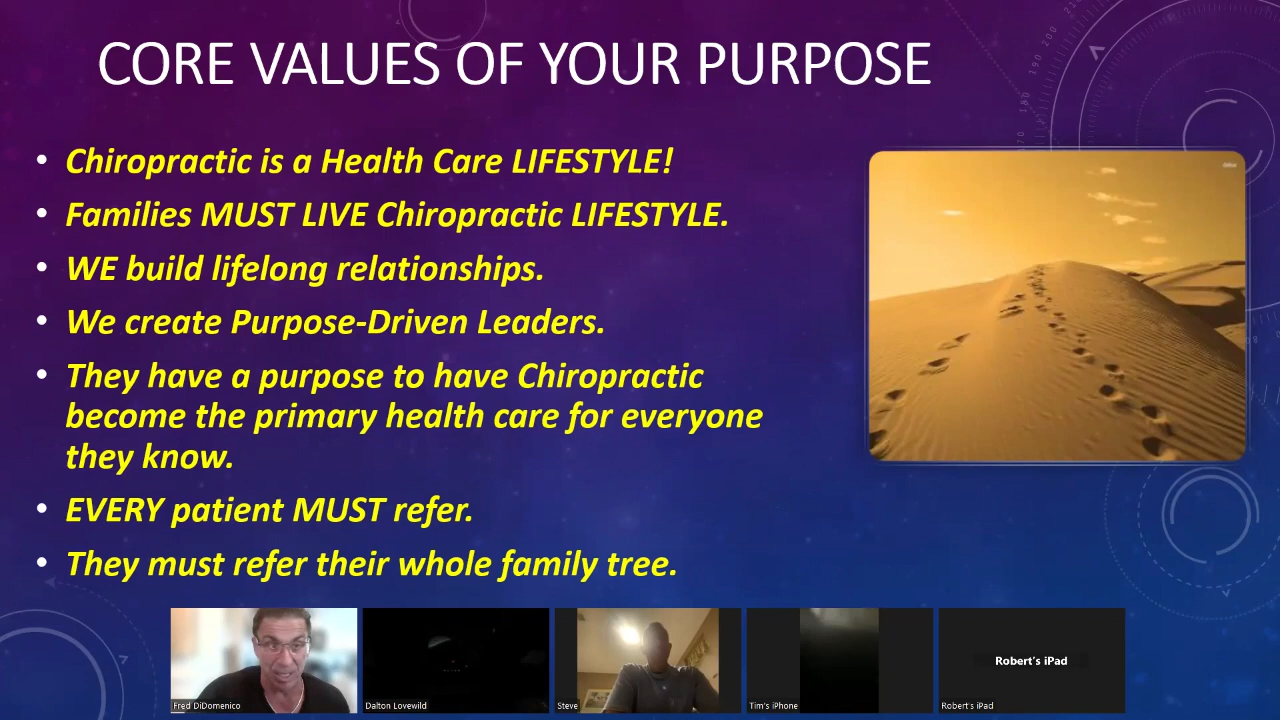 CORE VALUES OF YOUR PURPOSE
• Chiropractic is a Health Care LIFESTYLE!
• Families MUST LIVE Chiropractic LIFESTYLE.
• WE build lifelong relationships.
• We create Purpose-Driven Leaders.
• They have a purpose to have Chiropractic
become the primary health care for everyone
they know.
• EVERY patient MUST refer.
• They must refer their whole family tree.
Robert's iPad
Fred DiDomenico
Dalton Lovewild
Steve
Tim's iPhone
Robert's iPad